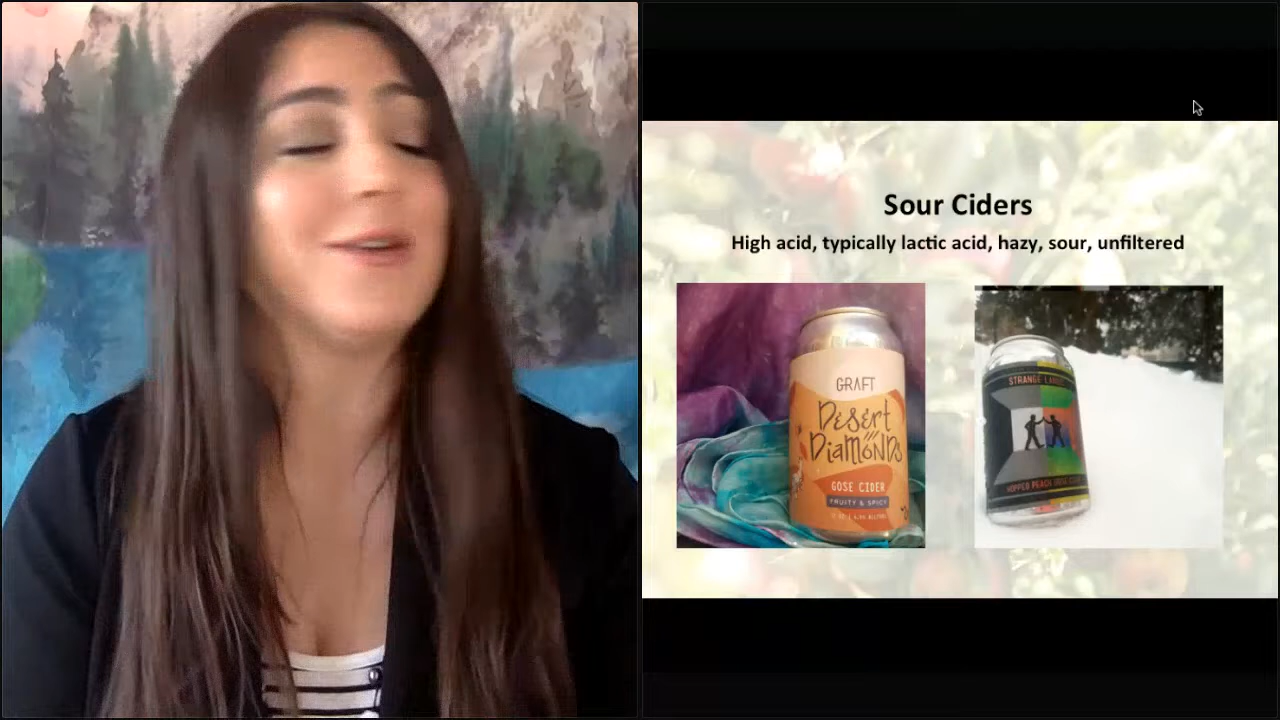 Sour Ciders
High acid, typically lactic acid, hazy, sour, unfiltered
GRAFT
Desert
Diamonds
GOSE CIDER
FRUITY & SPICY
STRANGE
HOPPED PEACH